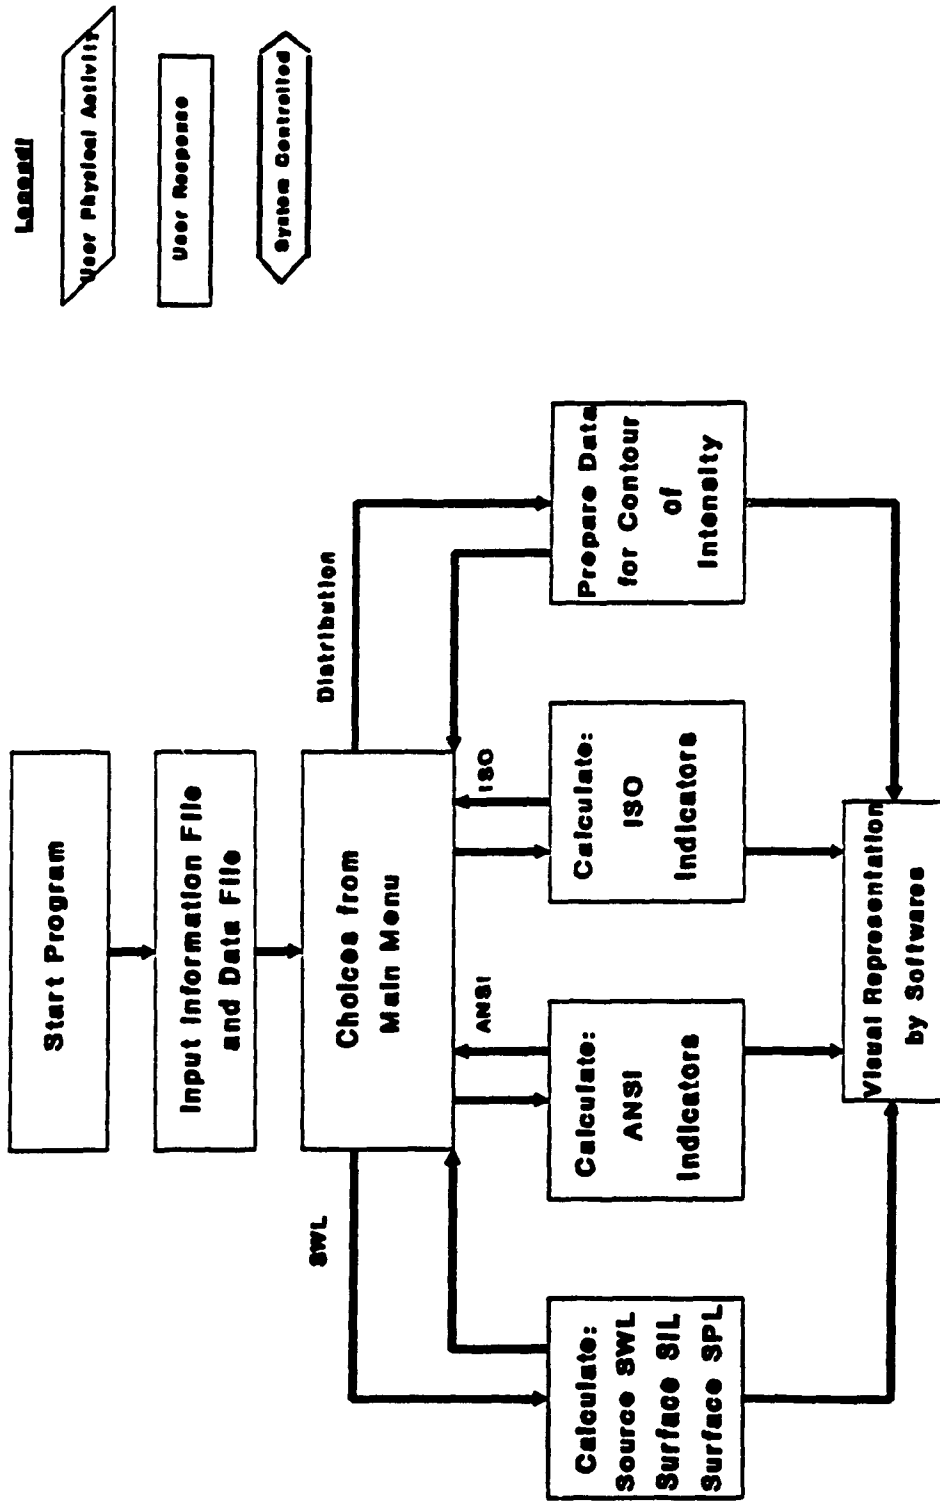 Legend:
User Physical Activity
User Response
System Controlled
Start Program
Input Information File
and Data File
Choices from
Main Menu
SWL
ANSI
ISO
Distribution
Calculate:
Source SWL
Surface SIL
Surface SPL
Calculate:
ANSI
Indicators
Calculate:
ISO
Indicators
Prepare Data
for Contour
of
Intensity
Visual Representation
by Softwares